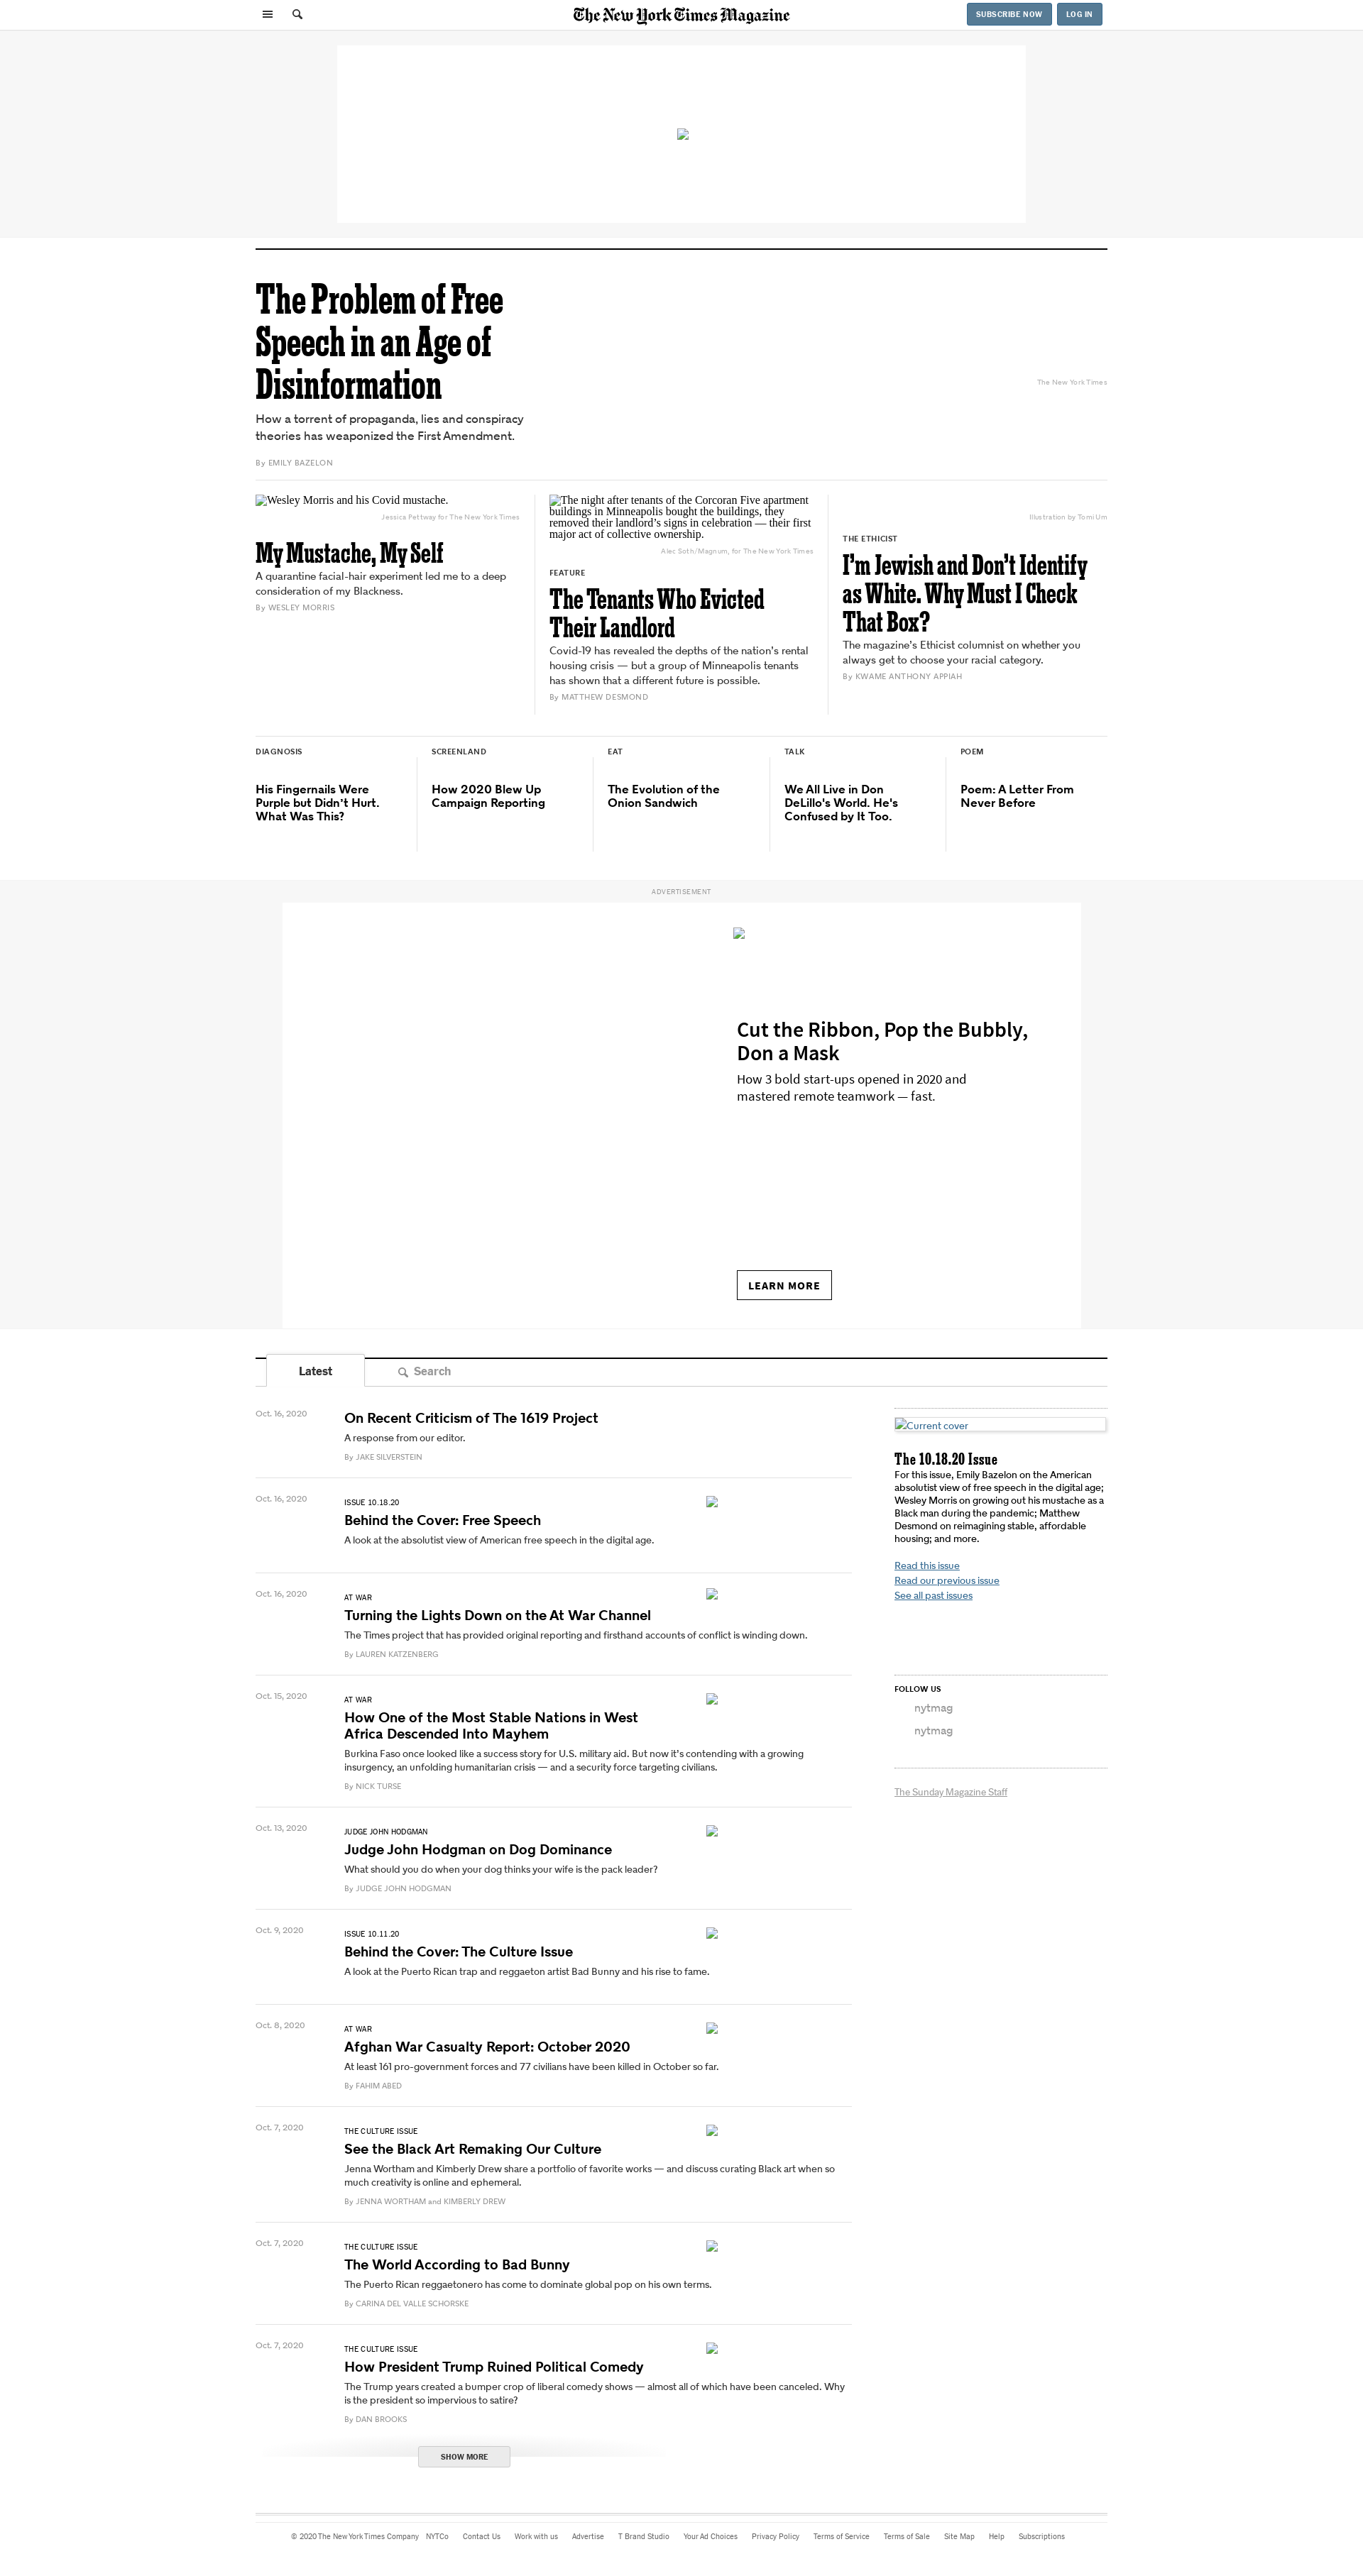 The New York Times Magazine
SUBSCRIBE NOW
LOG IN
The Problem of Free
Speech in an Age of
Disinformation
How a torrent of propaganda, lies and conspiracy
theories has weaponized the First Amendment.
By EMILY BAZELON
The New York Times
Wesley Morris and his Covid mustache.
Jessica Pettway for The New York Times
My Mustache, My Self
A quarantine facial-hair experiment led me to a deep
consideration of my Blackness.
By WESLEY MORRIS
The night after tenants of the Corcoran Five apartment
buildings in Minneapolis bought the buildings, they
removed their landlord’s signs in celebration — their first
major act of collective ownership.
Alec Soth/Magnum, for The New York Times
FEATURE
The Tenants Who Evicted
Their Landlord
Covid-19 has revealed the depths of the nation’s rental
housing crisis — but a group of Minneapolis tenants
has shown that a different future is possible.
By MATTHEW DESMOND
Illustration by Tomi Um
THE ETHICIST
I’m Jewish and Don’t Identify
as White. Why Must I Check
That Box?
The magazine’s Ethicist columnist on whether you
always get to choose your racial category.
By KWAME ANTHONY APPIAH
DIAGNOSIS
His Fingernails Were
Purple but Didn’t Hurt.
What Was This?
SCREENLAND
How 2020 Blew Up
Campaign Reporting
EAT
The Evolution of the
Onion Sandwich
TALK
We All Live in Don
DeLillo's World. He's
Confused by It Too.
POEM
Poem: A Letter From
Never Before
ADVERTISEMENT
Cut the Ribbon, Pop the Bubbly,
Don a Mask
How 3 bold start-ups opened in 2020 and
mastered remote teamwork — fast.
LEARN MORE
Latest
Search
Oct. 16, 2020
On Recent Criticism of The 1619 Project
A response from our editor.
By JAKE SILVERSTEIN
Oct. 16, 2020
ISSUE 10.18.20
Behind the Cover: Free Speech
A look at the absolutist view of American free speech in the digital age.
Oct. 16, 2020
AT WAR
Turning the Lights Down on the At War Channel
The Times project that has provided original reporting and firsthand accounts of conflict is winding down.
By LAUREN KATZENBERG
Oct. 15, 2020
AT WAR
How One of the Most Stable Nations in West
Africa Descended Into Mayhem
Burkina Faso once looked like a success story for U.S. military aid. But now it’s contending with a growing
insurgency, an unfolding humanitarian crisis — and a security force targeting civilians.
By NICK TURSE
Oct. 13, 2020
JUDGE JOHN HODGMAN
Judge John Hodgman on Dog Dominance
What should you do when your dog thinks your wife is the pack leader?
By JUDGE JOHN HODGMAN
Oct. 9, 2020
ISSUE 10.11.20
Behind the Cover: The Culture Issue
A look at the Puerto Rican trap and reggaeton artist Bad Bunny and his rise to fame.
Oct. 8, 2020
AT WAR
Afghan War Casualty Report: October 2020
At least 161 pro-government forces and 77 civilians have been killed in October so far.
By FAHIM ABED
Oct. 7, 2020
THE CULTURE ISSUE
See the Black Art Remaking Our Culture
Jenna Wortham and Kimberly Drew share a portfolio of favorite works — and discuss curating Black art when so
much creativity is online and ephemeral.
By JENNA WORTHAM and KIMBERLY DREW
Oct. 7, 2020
THE CULTURE ISSUE
The World According to Bad Bunny
The Puerto Rican reggaetonero has come to dominate global pop on his own terms.
By CARINA DEL VALLE SCHORSKE
Oct. 7, 2020
THE CULTURE ISSUE
How President Trump Ruined Political Comedy
The Trump years created a bumper crop of liberal comedy shows — almost all of which have been canceled. Why
is the president so impervious to satire?
By DAN BROOKS
SHOW MORE
Current cover
The 10.18.20 Issue
For this issue, Emily Bazelon on the American
absolutist view of free speech in the digital age;
Wesley Morris on growing out his mustache as a
Black man during the pandemic; Matthew
Desmond on reimagining stable, affordable
housing; and more.
Read this issue
Read our previous issue
See all past issues
FOLLOW US
nytmag
nytmag
The Sunday Magazine Staff
© 2020 The New York Times Company NYTCo Contact Us Work with us Advertise T Brand Studio Your Ad Choices Privacy Policy Terms of Service Terms of Sale Site Map Help Subscriptions